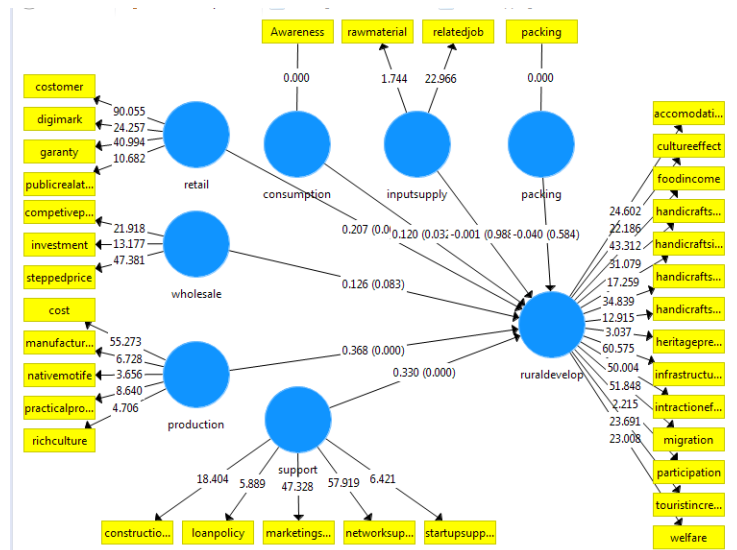 Awareness
rawmaterial
relatedjob
packing
0.000
1.744
22.966
0.000
costomer
digimark
garanty
publicrealat...
90.055
24.257
40.994
10.682
retail
consumption
inputsupply
packing
competivep...
investment
steppedprice
21.918
13.177
47.381
wholesale
cost
manufactur...
nativemotife
practicalpro...
richculture
55.273
6.728
3.656
8.640
4.706
production
support
18.404
5.889
47.328
57.919
6.421
constructio...
loanpolicy
marketings...
networksup...
startupsupp...
0.207 (0.0
0.120 (0.032
-0.001 (0.988
-0.040 (0.584)
0.126 (0.083)
0.368 (0.000)
0.330 (0.000)
ruraldevelop
24.602
22.186
43.312
31.079
17.259
34.839
12.915
3.037
60.575
50.004
51.848
2.215
23.691
23.008
accomodati...
cultureeffect
foodincome
handicrafts...
handicraftsi...
handicrafts...
handicrafts...
heritagepre...
infrastructu...
intractionef...
migration
participation
touristincre...
welfare